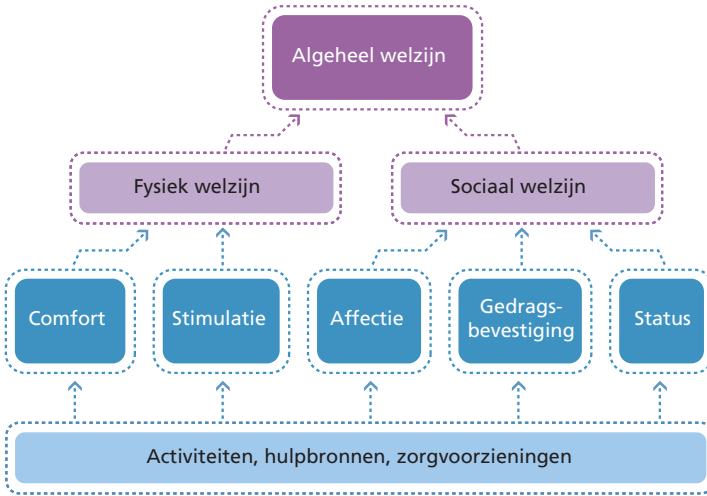 Algeheel welzijn
Fysiek welzijn
Sociaal welzijn
Comfort
Stimulatie
Affectie
Gedrags-
bevestiging
Status
Activiteiten, hulpbronnen, zorgvoorzieningen